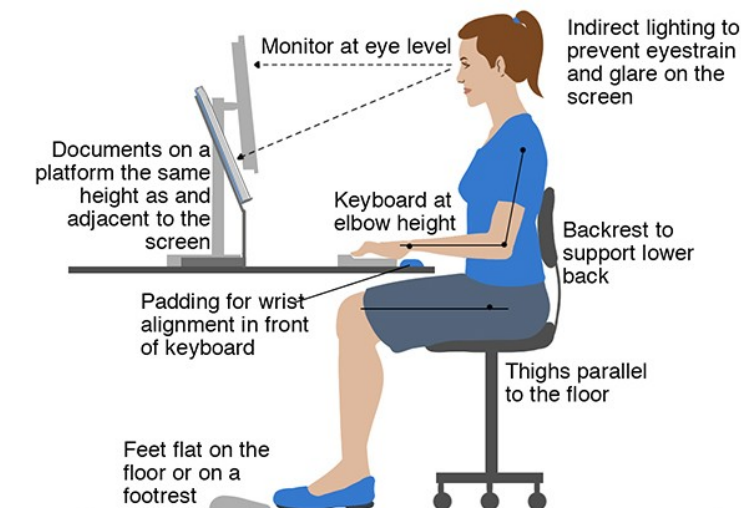 Monitor at eye level
Indirect lighting to
prevent eyestrain
and glare on the
screen
Documents on a
platform the same
height as and
adjacent to the
screen
Keyboard at
elbow height
Backrest to
support lower
back
Padding for wrist
alignment in front
of keyboard
Thighs parallel
to the floor
Feet flat on the
floor or on a
footrest